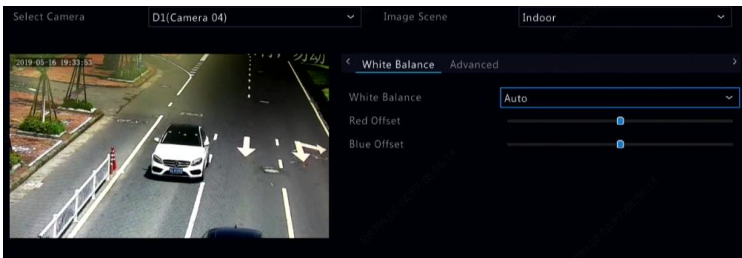 Select Camera D1(Camera 04) Image Scene Indoor
2019-05-16 19:33:53
White Balance Advanced
White Balance Auto
Red Offset
Blue Offset